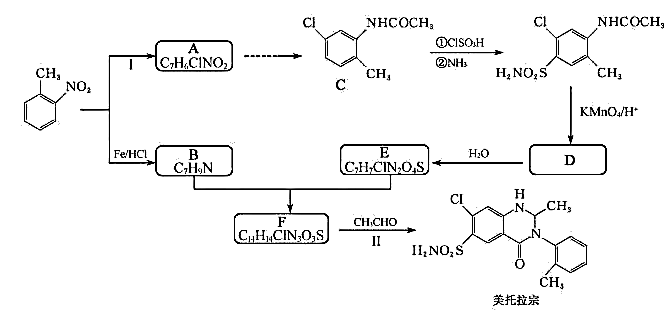 Cl
NHCOCH₃
CH₃
C
①ClSO₃H
②NH₃
Cl
NHCOCH₃
H₂NO₂S
CH₃
A
C₇H₆ClNO₂
I
CH₃
NO₂
KMnO₄/H⁺
Fe/HCl
B
C₇H₉N
E
C₇H₇ClN₂O₄S
H₂O
D
F
C₁₄H₁₄ClN₃O₃S
CH₃CHO
II
Cl
H
N
CH₃
H₂NO₂S
N
O
CH₃
美托拉宗